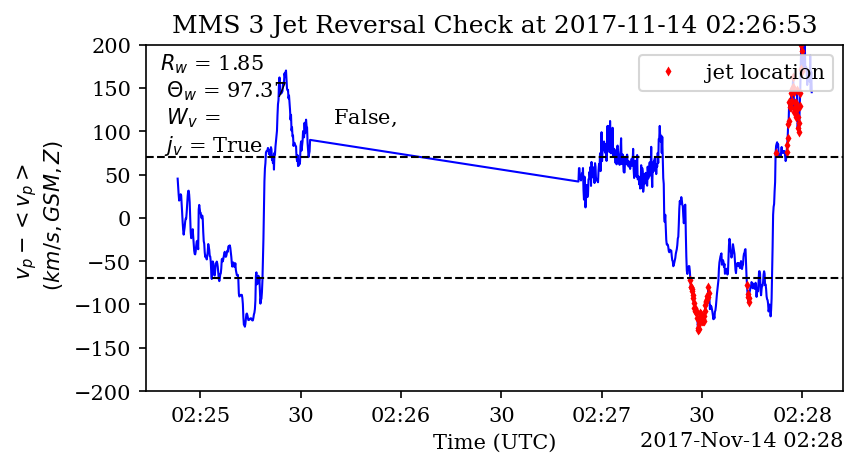 MMS 3 Jet Reversal Check at 2017-11-14 02:26:53
R_w = 1.85
Θ_w = 97.37
W_v = False,
j_v = True
jet location
v_p − < v_p >
(km/s, GSM, Z)
200
150
100
50
0
−50
−100
−150
−200
02:25 30 02:26 30 02:27 30 02:28
Time (UTC)
2017-Nov-14 02:28